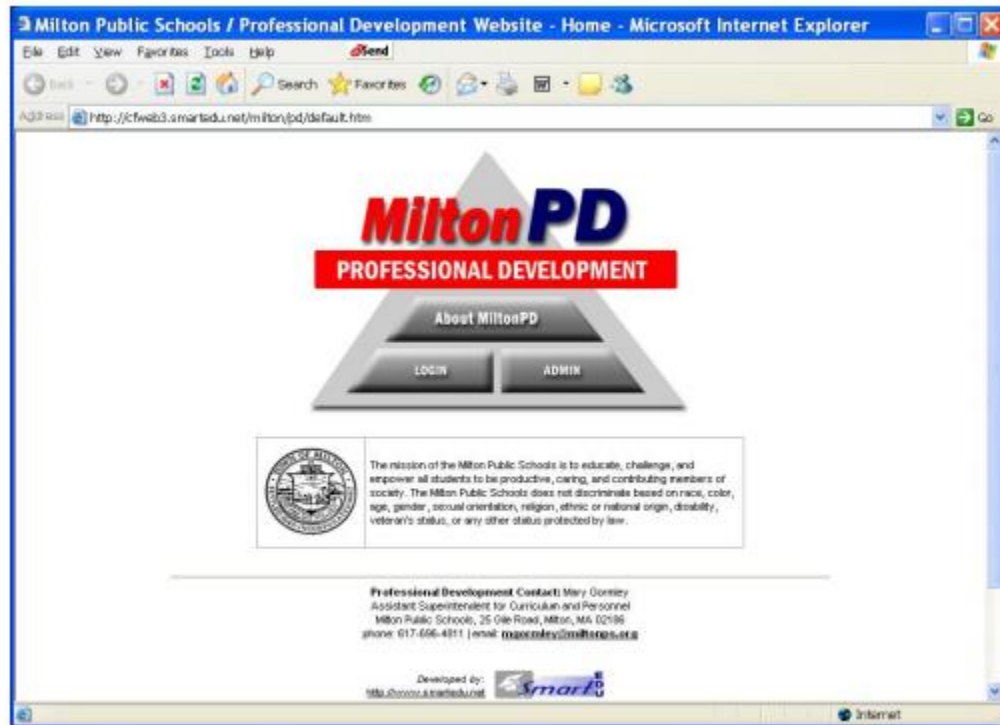 Milton Public Schools / Professional Development Website - Home - Microsoft Internet Explorer
File Edit View Favorites Tools Help Send
Back Search Favorites
Address http://cfweb3.smartedu.net/milton/pd/default.htm Go
Milton PD
PROFESSIONAL DEVELOPMENT
About MiltonPD
LOGIN ADMIN
TOWN OF MILTON
The mission of the Milton Public Schools is to educate, challenge, and
empower all students to be productive, caring, and contributing members of
society. The Milton Public Schools does not discriminate based on race, color,
age, gender, sexual orientation, religion, ethnic or national origin, disability,
veteran's status, or any other status protected by law.
Professional Development Contact: Mary Gormley
Assistant Superintendent for Curriculum and Personnel
Milton Public Schools, 25 Gile Road, Milton, MA 02186
phone: 617-696-4811 | email: mgormley@miltonps.org
Developed by:
http://www.smartedu.net
Smart EDU
Internet